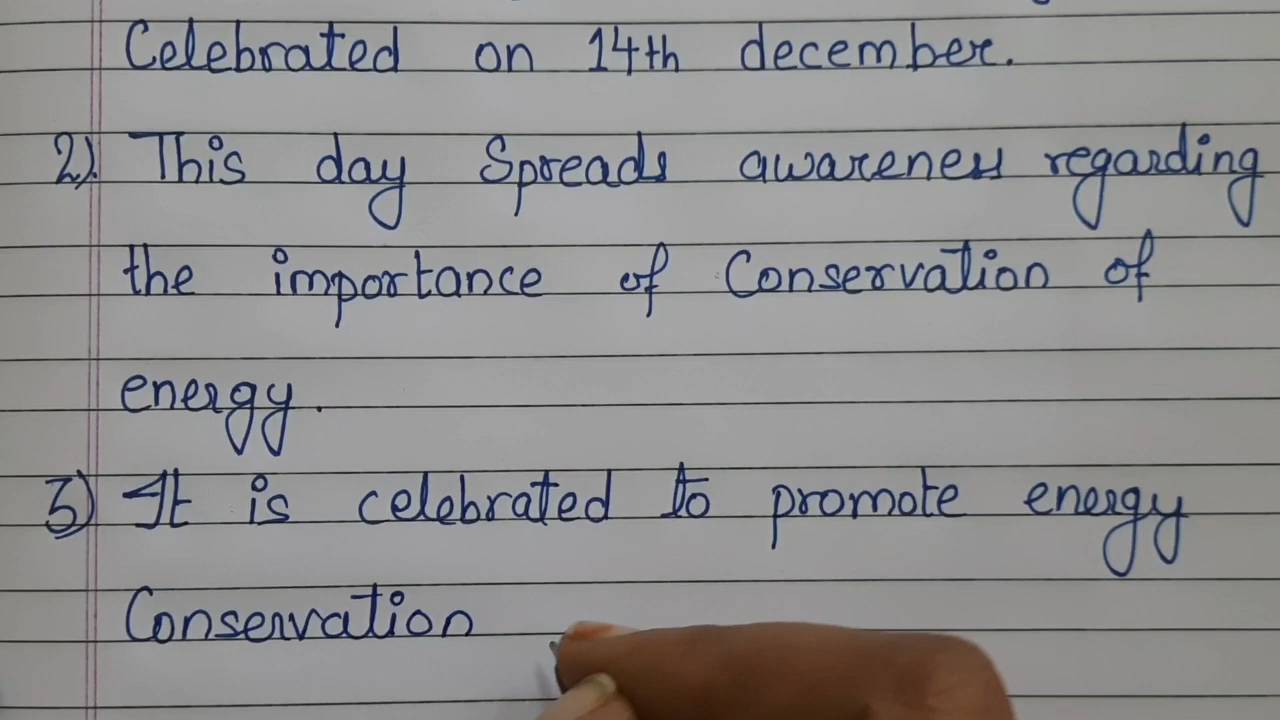 Celebrated on 14th december.
2). This day Spreads awareness regarding
the importance of Conservation of
energy.
3) It is celebrated to promote energy
Conservation